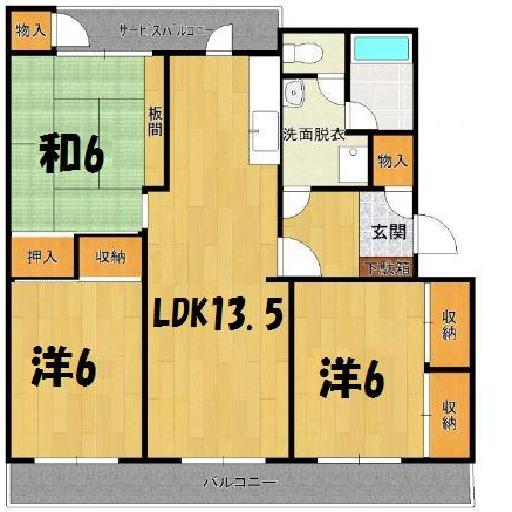 物入
サービスバルコニー
板間
和6
洗面脱衣
物入
玄関
下駄箱
押入
収納
LDK13.5
収納
洋6
洋6
収納
バルコニー